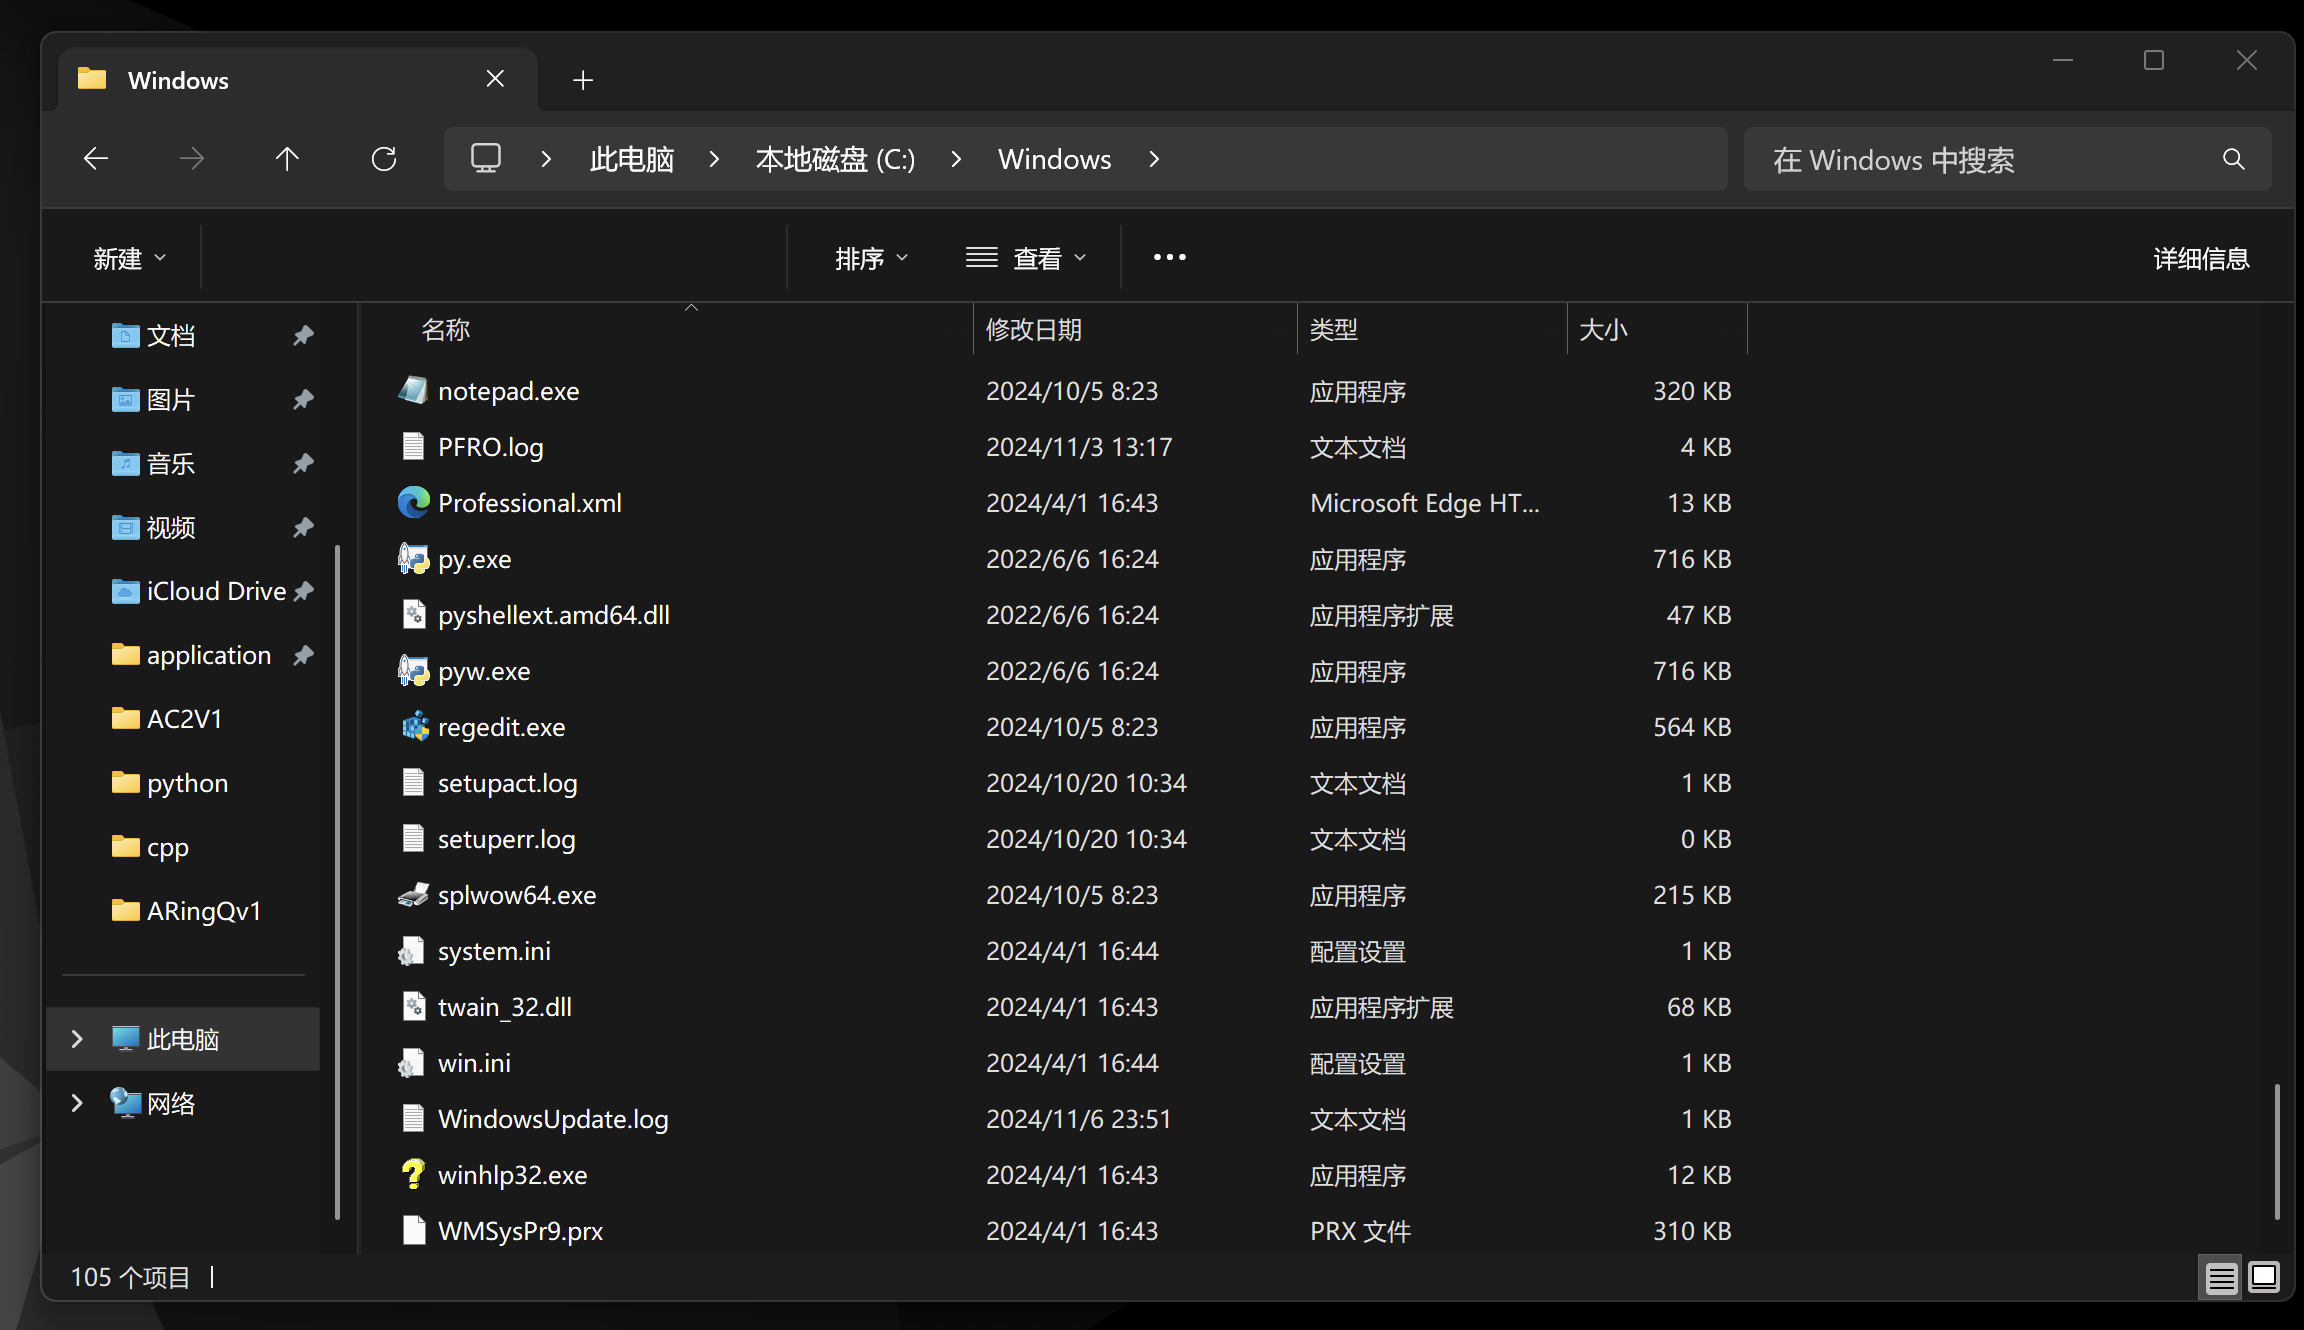 Windows
此电脑 本地磁盘 (C:) Windows
在 Windows 中搜索
新建 排序 查看 详细信息
文档
图片
音乐
视频
iCloud Drive
application
AC2V1
python
cpp
ARingQv1
此电脑
网络
名称 修改日期 类型 大小
notepad.exe 2024/10/5 8:23 应用程序 320 KB
PFRO.log 2024/11/3 13:17 文本文档 4 KB
Professional.xml 2024/4/1 16:43 Microsoft Edge HT... 13 KB
py.exe 2022/6/6 16:24 应用程序 716 KB
pyshellext.amd64.dll 2022/6/6 16:24 应用程序扩展 47 KB
pyw.exe 2022/6/6 16:24 应用程序 716 KB
regedit.exe 2024/10/5 8:23 应用程序 564 KB
setupact.log 2024/10/20 10:34 文本文档 1 KB
setuperr.log 2024/10/20 10:34 文本文档 0 KB
splwow64.exe 2024/10/5 8:23 应用程序 215 KB
system.ini 2024/4/1 16:44 配置设置 1 KB
twain_32.dll 2024/4/1 16:43 应用程序扩展 68 KB
win.ini 2024/4/1 16:44 配置设置 1 KB
WindowsUpdate.log 2024/11/6 23:51 文本文档 1 KB
winhlp32.exe 2024/4/1 16:43 应用程序 12 KB
WMSysPr9.prx 2024/4/1 16:43 PRX 文件 310 KB
105 个项目